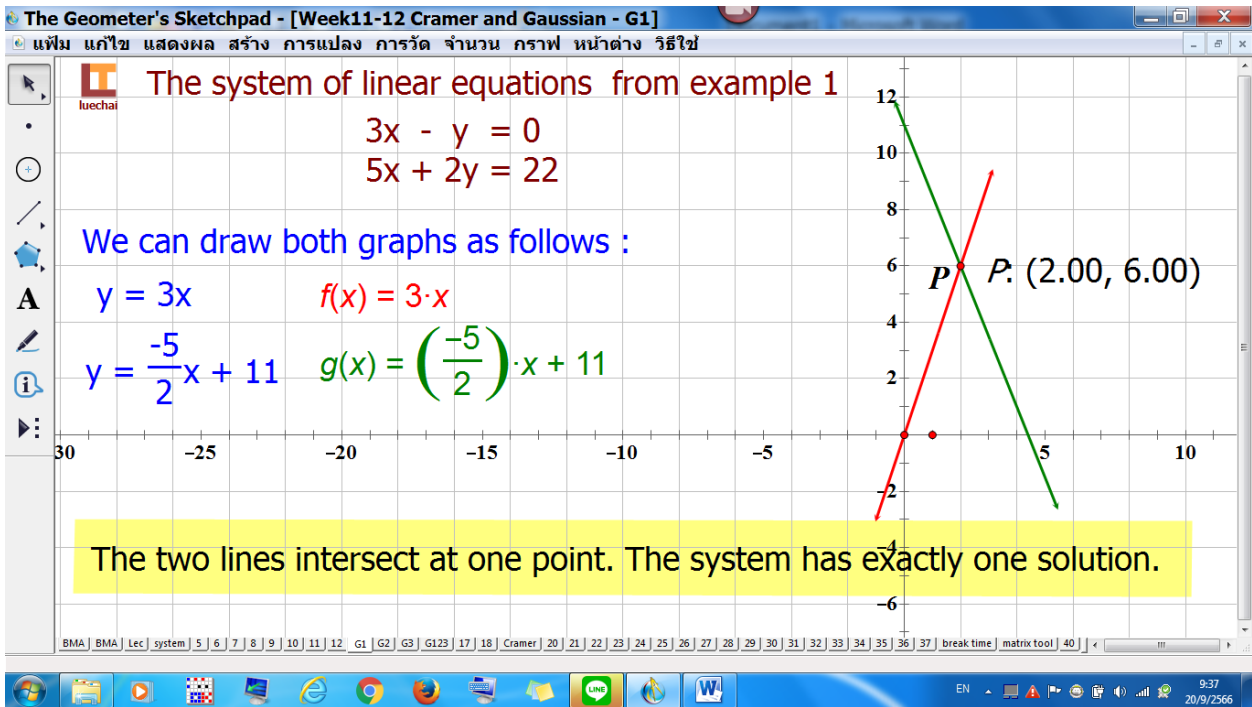 The Geometer's Sketchpad - [Week11-12 Cramer and Gaussian - G1]
แฟ้ม แก้ไข แสดงผล สร้าง การแปลง การวัด จำนวน กราฟ หน้าต่าง วิธีใช้
LT
luechai
The system of linear equations from example 1
3x - y = 0
5x + 2y = 22
We can draw both graphs as follows :
y = 3x
f(x) = 3·x
y = -5/2 x + 11
g(x) = (−5/2)·x + 11
12
10
8
6
4
2
−2
−4
−6
P
P: (2.00, 6.00)
30 −25 −20 −15 −10 −5 5 10
The two lines intersect at one point. The system has exactly one solution.
BMA BMA Lec system 5 6 7 8 9 10 11 12 G1 G2 G3 G123 17 18 Cramer 20 21 22 23 24 25 26 27 28 29 30 31 32 33 34 35 36 37 break time matrix tool 40
LINE
W
EN
9:37
20/9/2566